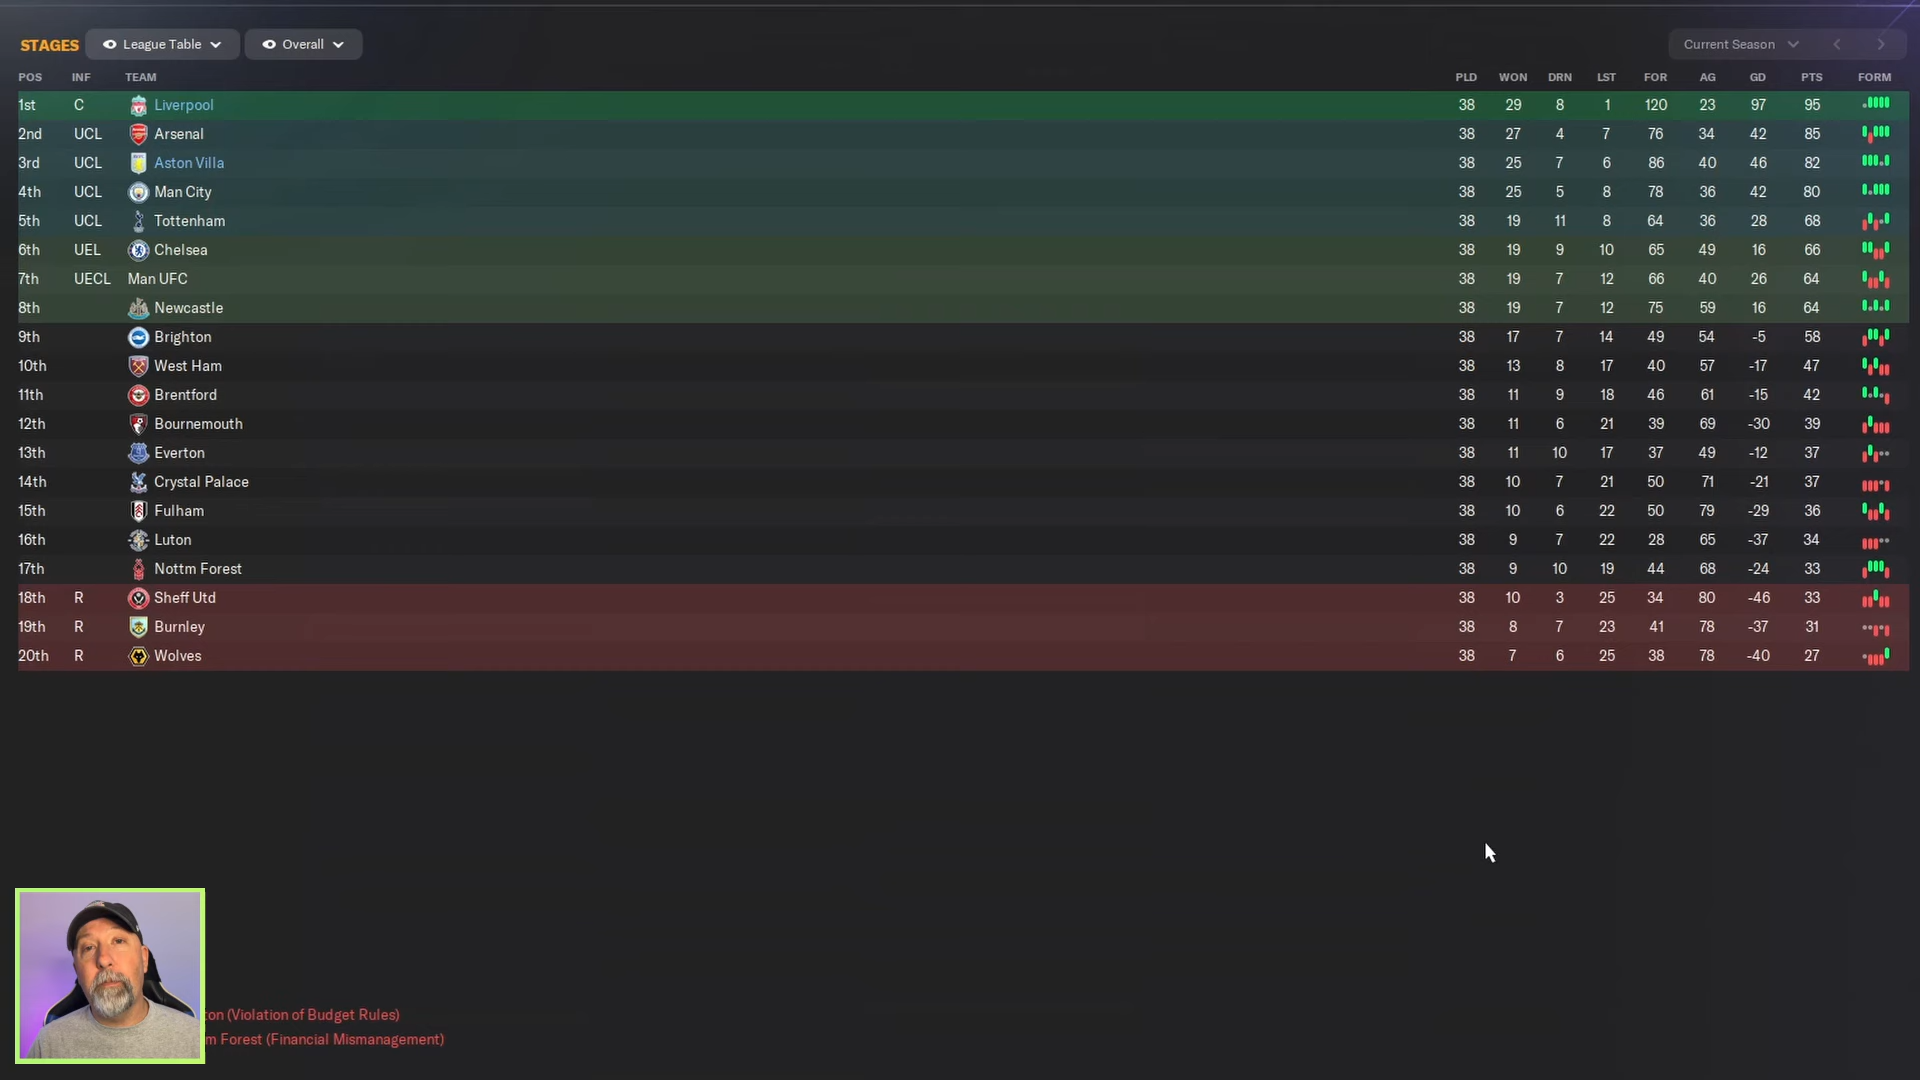 STAGES League Table Overall Current Season
POS INF TEAM PLD WON DRN LST FOR AG GD PTS FORM
1st C Liverpool 38 29 8 1 120 23 97 95
2nd UCL Arsenal 38 27 4 7 76 34 42 85
3rd UCL Aston Villa 38 25 7 6 86 40 46 82
4th UCL Man City 38 25 5 8 78 36 42 80
5th UCL Tottenham 38 19 11 8 64 36 28 68
6th UEL Chelsea 38 19 9 10 65 49 16 66
7th UECL Man UFC 38 19 7 12 66 40 26 64
8th Newcastle 38 19 7 12 75 59 16 64
9th Brighton 38 17 7 14 49 54 -5 58
10th West Ham 38 13 8 17 40 57 -17 47
11th Brentford 38 11 9 18 46 61 -15 42
12th Bournemouth 38 11 6 21 39 69 -30 39
13th Everton 38 11 10 17 37 49 -12 37
14th Crystal Palace 38 10 7 21 50 71 -21 37
15th Fulham 38 10 6 22 50 79 -29 36
16th Luton 38 9 7 22 28 65 -37 34
17th Nottm Forest 38 9 10 19 44 68 -24 33
18th R Sheff Utd 38 10 3 25 34 80 -46 33
19th R Burnley 38 8 7 23 41 78 -37 31
20th R Wolves 38 7 6 25 38 78 -40 27
ton (Violation of Budget Rules)
m Forest (Financial Mismanagement)